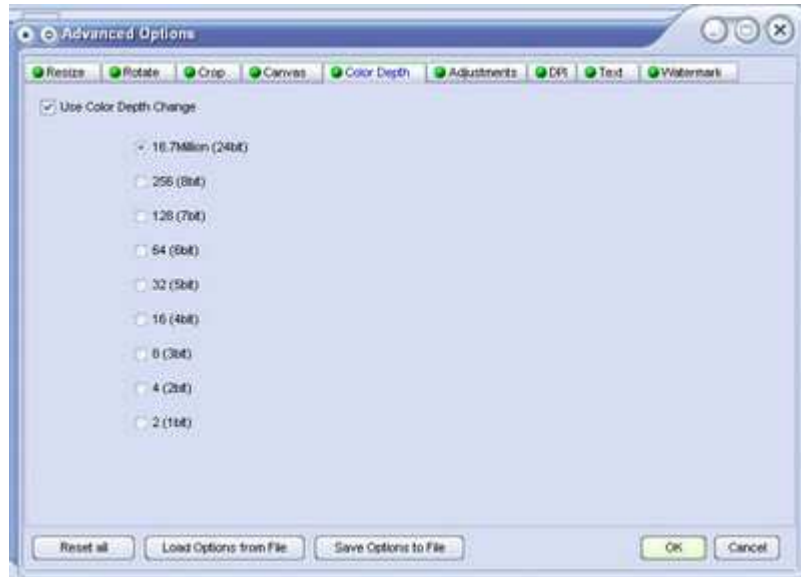 Advanced Options
Resize Rotate Crop Canvas Color Depth Adjustments DPI Text Watermark
Use Color Depth Change
16.7Million (24bit)
256 (8bit)
128 (7bit)
64 (6bit)
32 (5bit)
16 (4bit)
8 (3bit)
4 (2bit)
2 (1bit)
Reset all Load Options from File Save Options to File OK Cancel